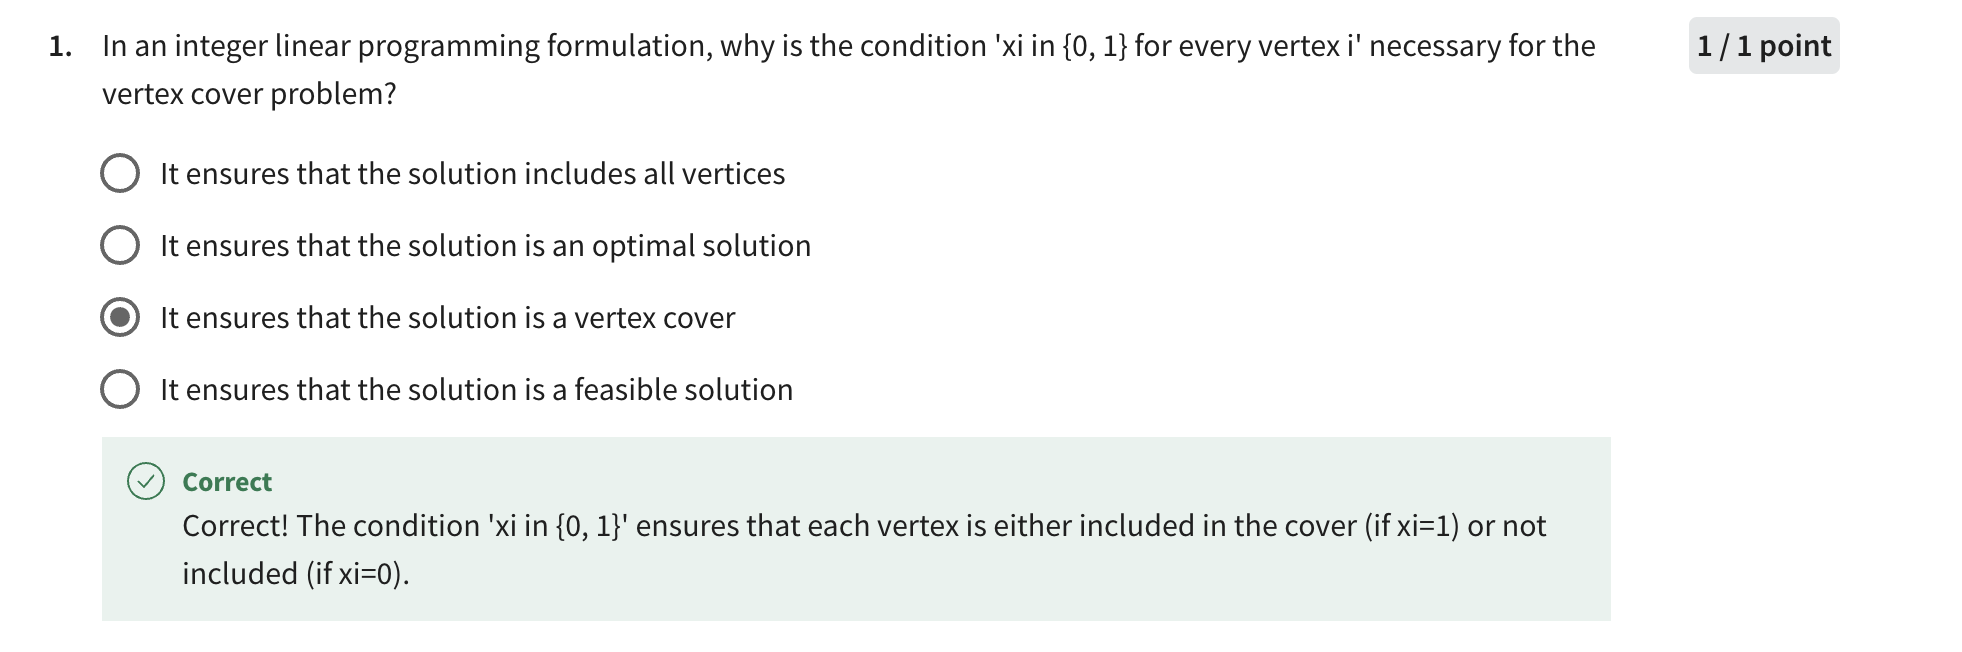 1. In an integer linear programming formulation, why is the condition 'xi in {0, 1} for every vertex i' necessary for the
1 / 1 point
vertex cover problem?
It ensures that the solution includes all vertices
It ensures that the solution is an optimal solution
It ensures that the solution is a vertex cover
It ensures that the solution is a feasible solution
Correct
Correct! The condition 'xi in {0, 1}' ensures that each vertex is either included in the cover (if xi=1) or not
included (if xi=0).